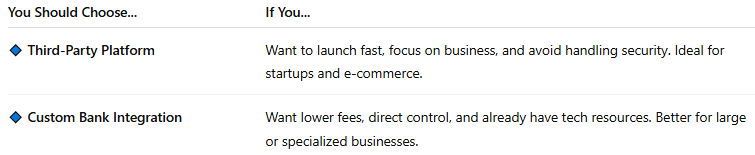 You Should Choose... If You...
Third-Party Platform Want to launch fast, focus on business, and avoid handling security. Ideal for
startups and e-commerce.
Custom Bank Integration Want lower fees, direct control, and already have tech resources. Better for large
or specialized businesses.